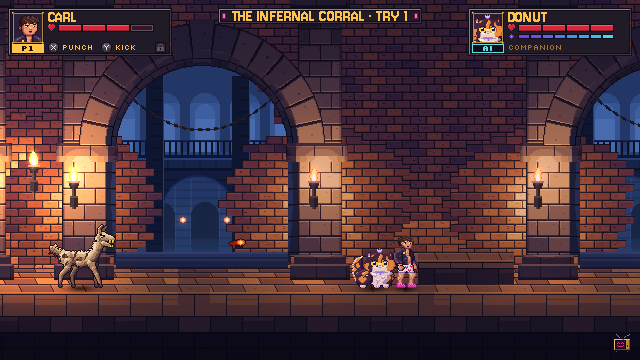 CARL
P1
X PUNCH Y KICK
THE INFERNAL CORRAL · TRY 1
DONUT
AI
COMPANION